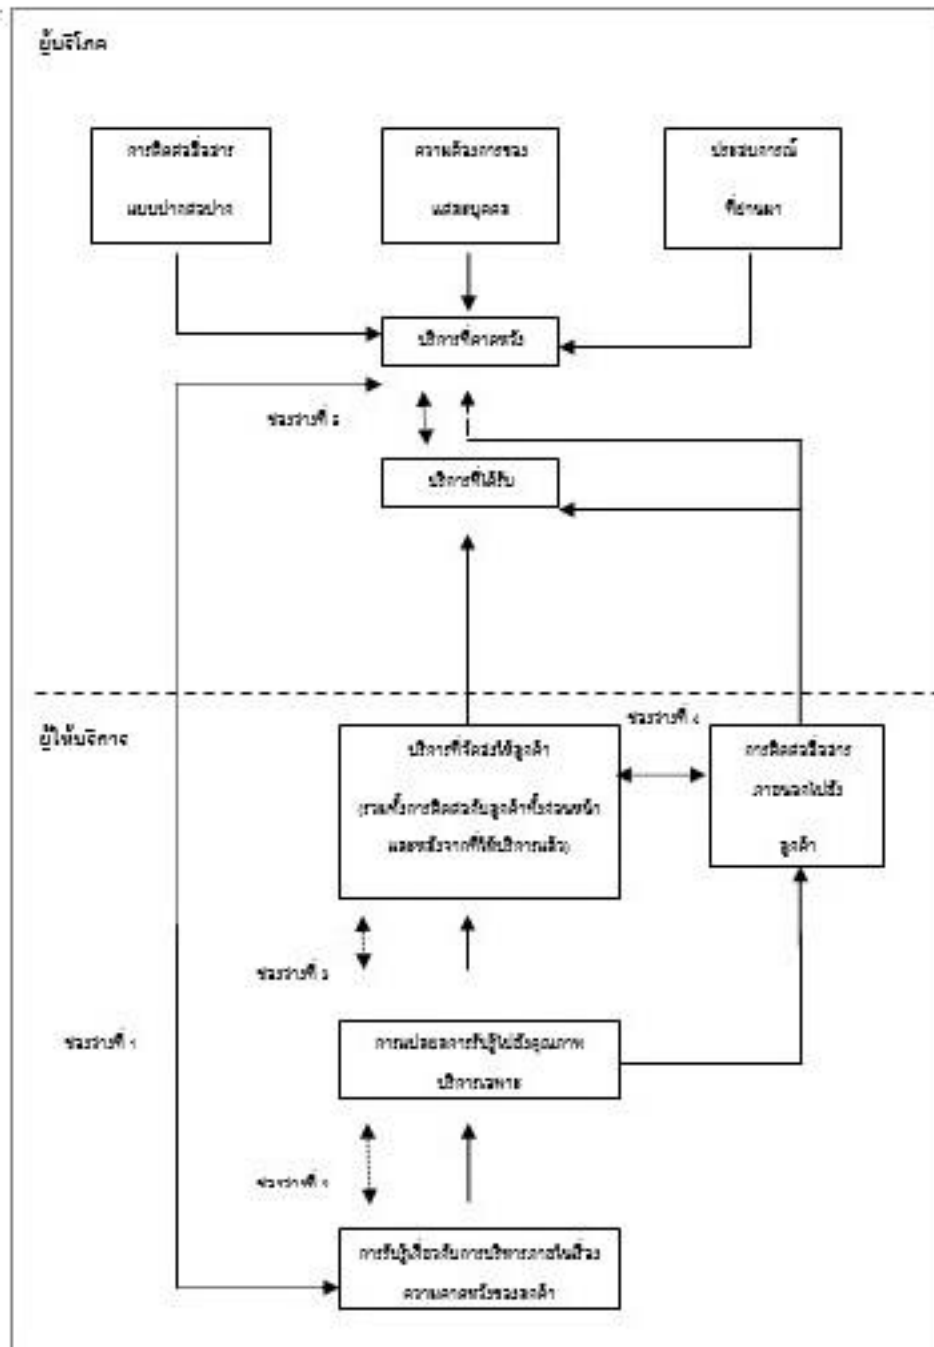 ผู้บริโภค
การติดต่อสื่อสาร
แบบปากต่อปาก
ความต้องการของ
แต่ละบุคคล
ประสบการณ์
ที่ผ่านมา
บริการที่คาดหวัง
ช่องว่างที่ 5
บริการที่ได้รับ
ผู้ให้บริการ
บริการที่จัดส่งให้ลูกค้า
(รวมทั้งการติดต่อกับลูกค้าทั้งก่อนหน้า
และหลังจากที่ให้บริการแล้ว)
ช่องว่างที่ 4
การติดต่อสื่อสาร
ภายนอกไปยัง
ลูกค้า
ช่องว่างที่ 3
ช่องว่างที่ 1
การแปลผลการรับรู้ไปยังคุณภาพ
บริการเฉพาะ
ช่องว่างที่
การรับรู้เกี่ยวกับการบริหารภายในเรื่อง
ความคาดหวังของลูกค้า